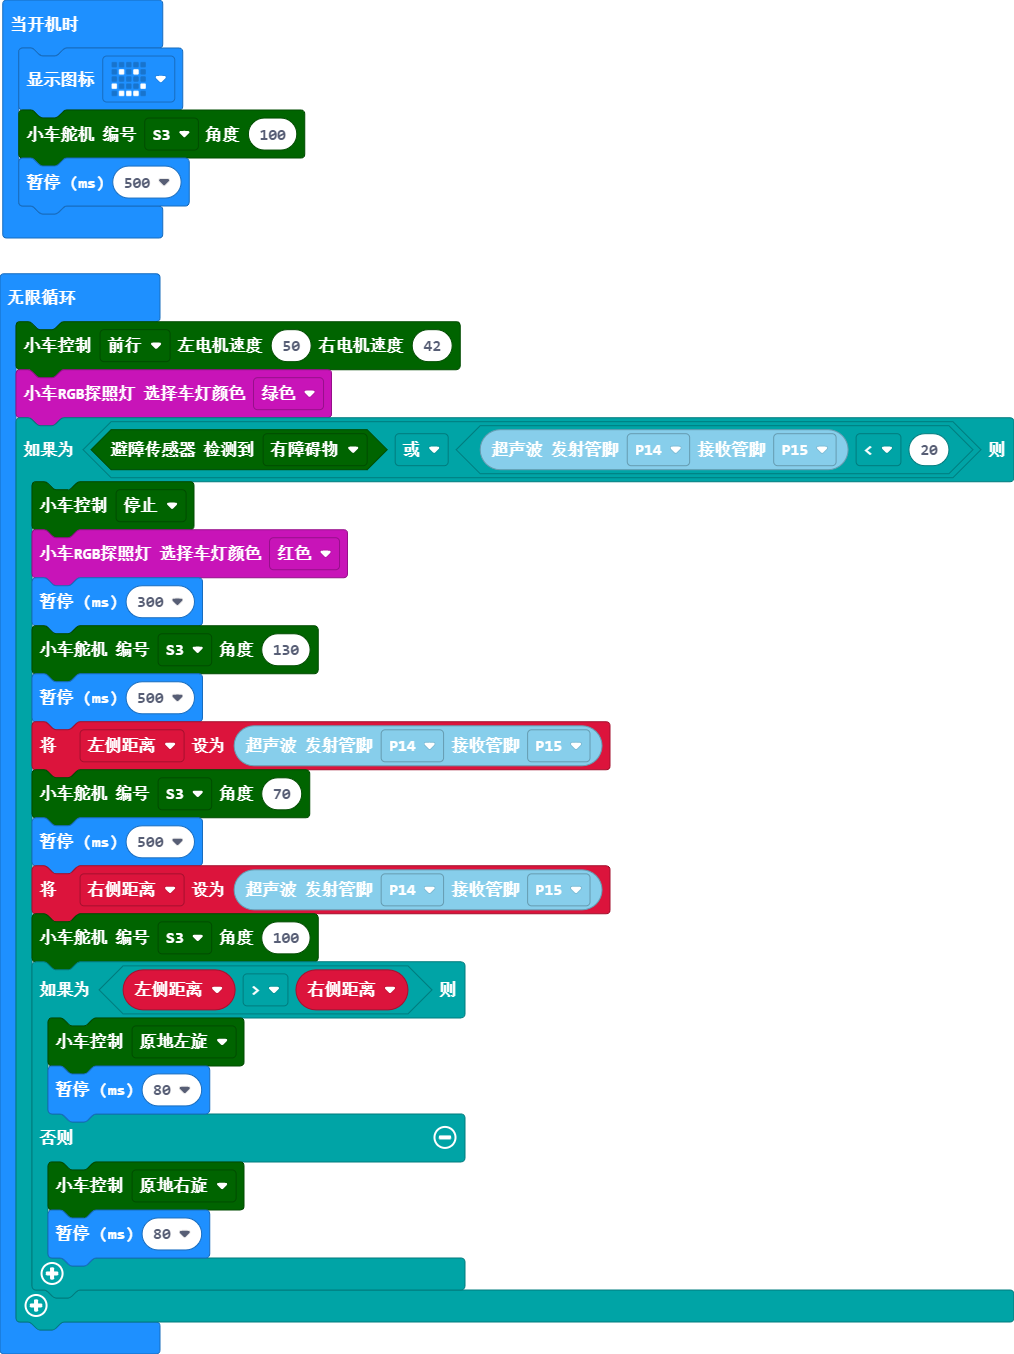 当开机时
显示图标
小车舵机 编号 S3 角度 100
暂停 (ms) 500
无限循环
小车控制 前行 左电机速度 50 右电机速度 42
小车RGB探照灯 选择车灯颜色 绿色
如果为 避障传感器 检测到 有障碍物 或 超声波 发射管脚 P14 接收管脚 P15 < 20 则
小车控制 停止
小车RGB探照灯 选择车灯颜色 红色
暂停 (ms) 300
小车舵机 编号 S3 角度 130
暂停 (ms) 500
将 左侧距离 设为 超声波 发射管脚 P14 接收管脚 P15
小车舵机 编号 S3 角度 70
暂停 (ms) 500
将 右侧距离 设为 超声波 发射管脚 P14 接收管脚 P15
小车舵机 编号 S3 角度 100
如果为 左侧距离 > 右侧距离 则
小车控制 原地左旋
暂停 (ms) 80
否则
小车控制 原地右旋
暂停 (ms) 80